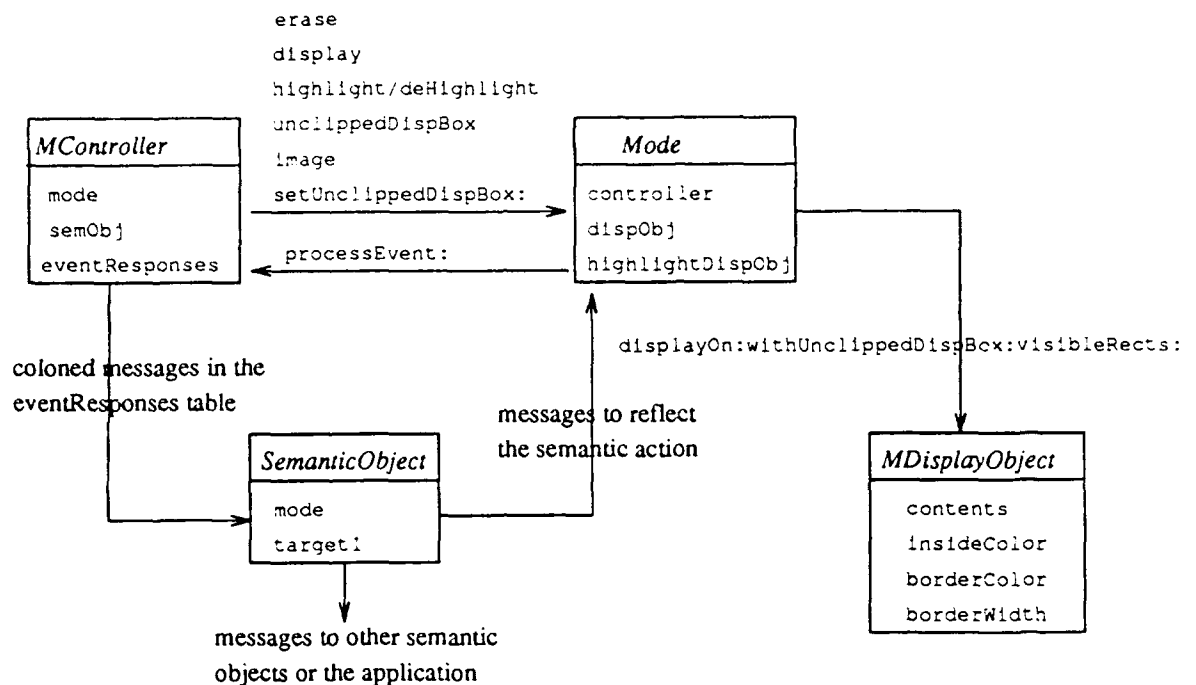 erase
display
highlight/deHighlight
unclippedDispBox
image
setUnclippedDispBox:
processEvent:
MController
mode
semObj
eventResponses
Mode
controller
dispObj
highlightDispObj
displayOn:withUnclippedDispBox:visibleRects:
coloned messages in the
eventResponses table
messages to reflect
the semantic action
SemanticObject
mode
target1
MDisplayObject
contents
insideColor
borderColor
borderWidth
messages to other semantic
objects or the application